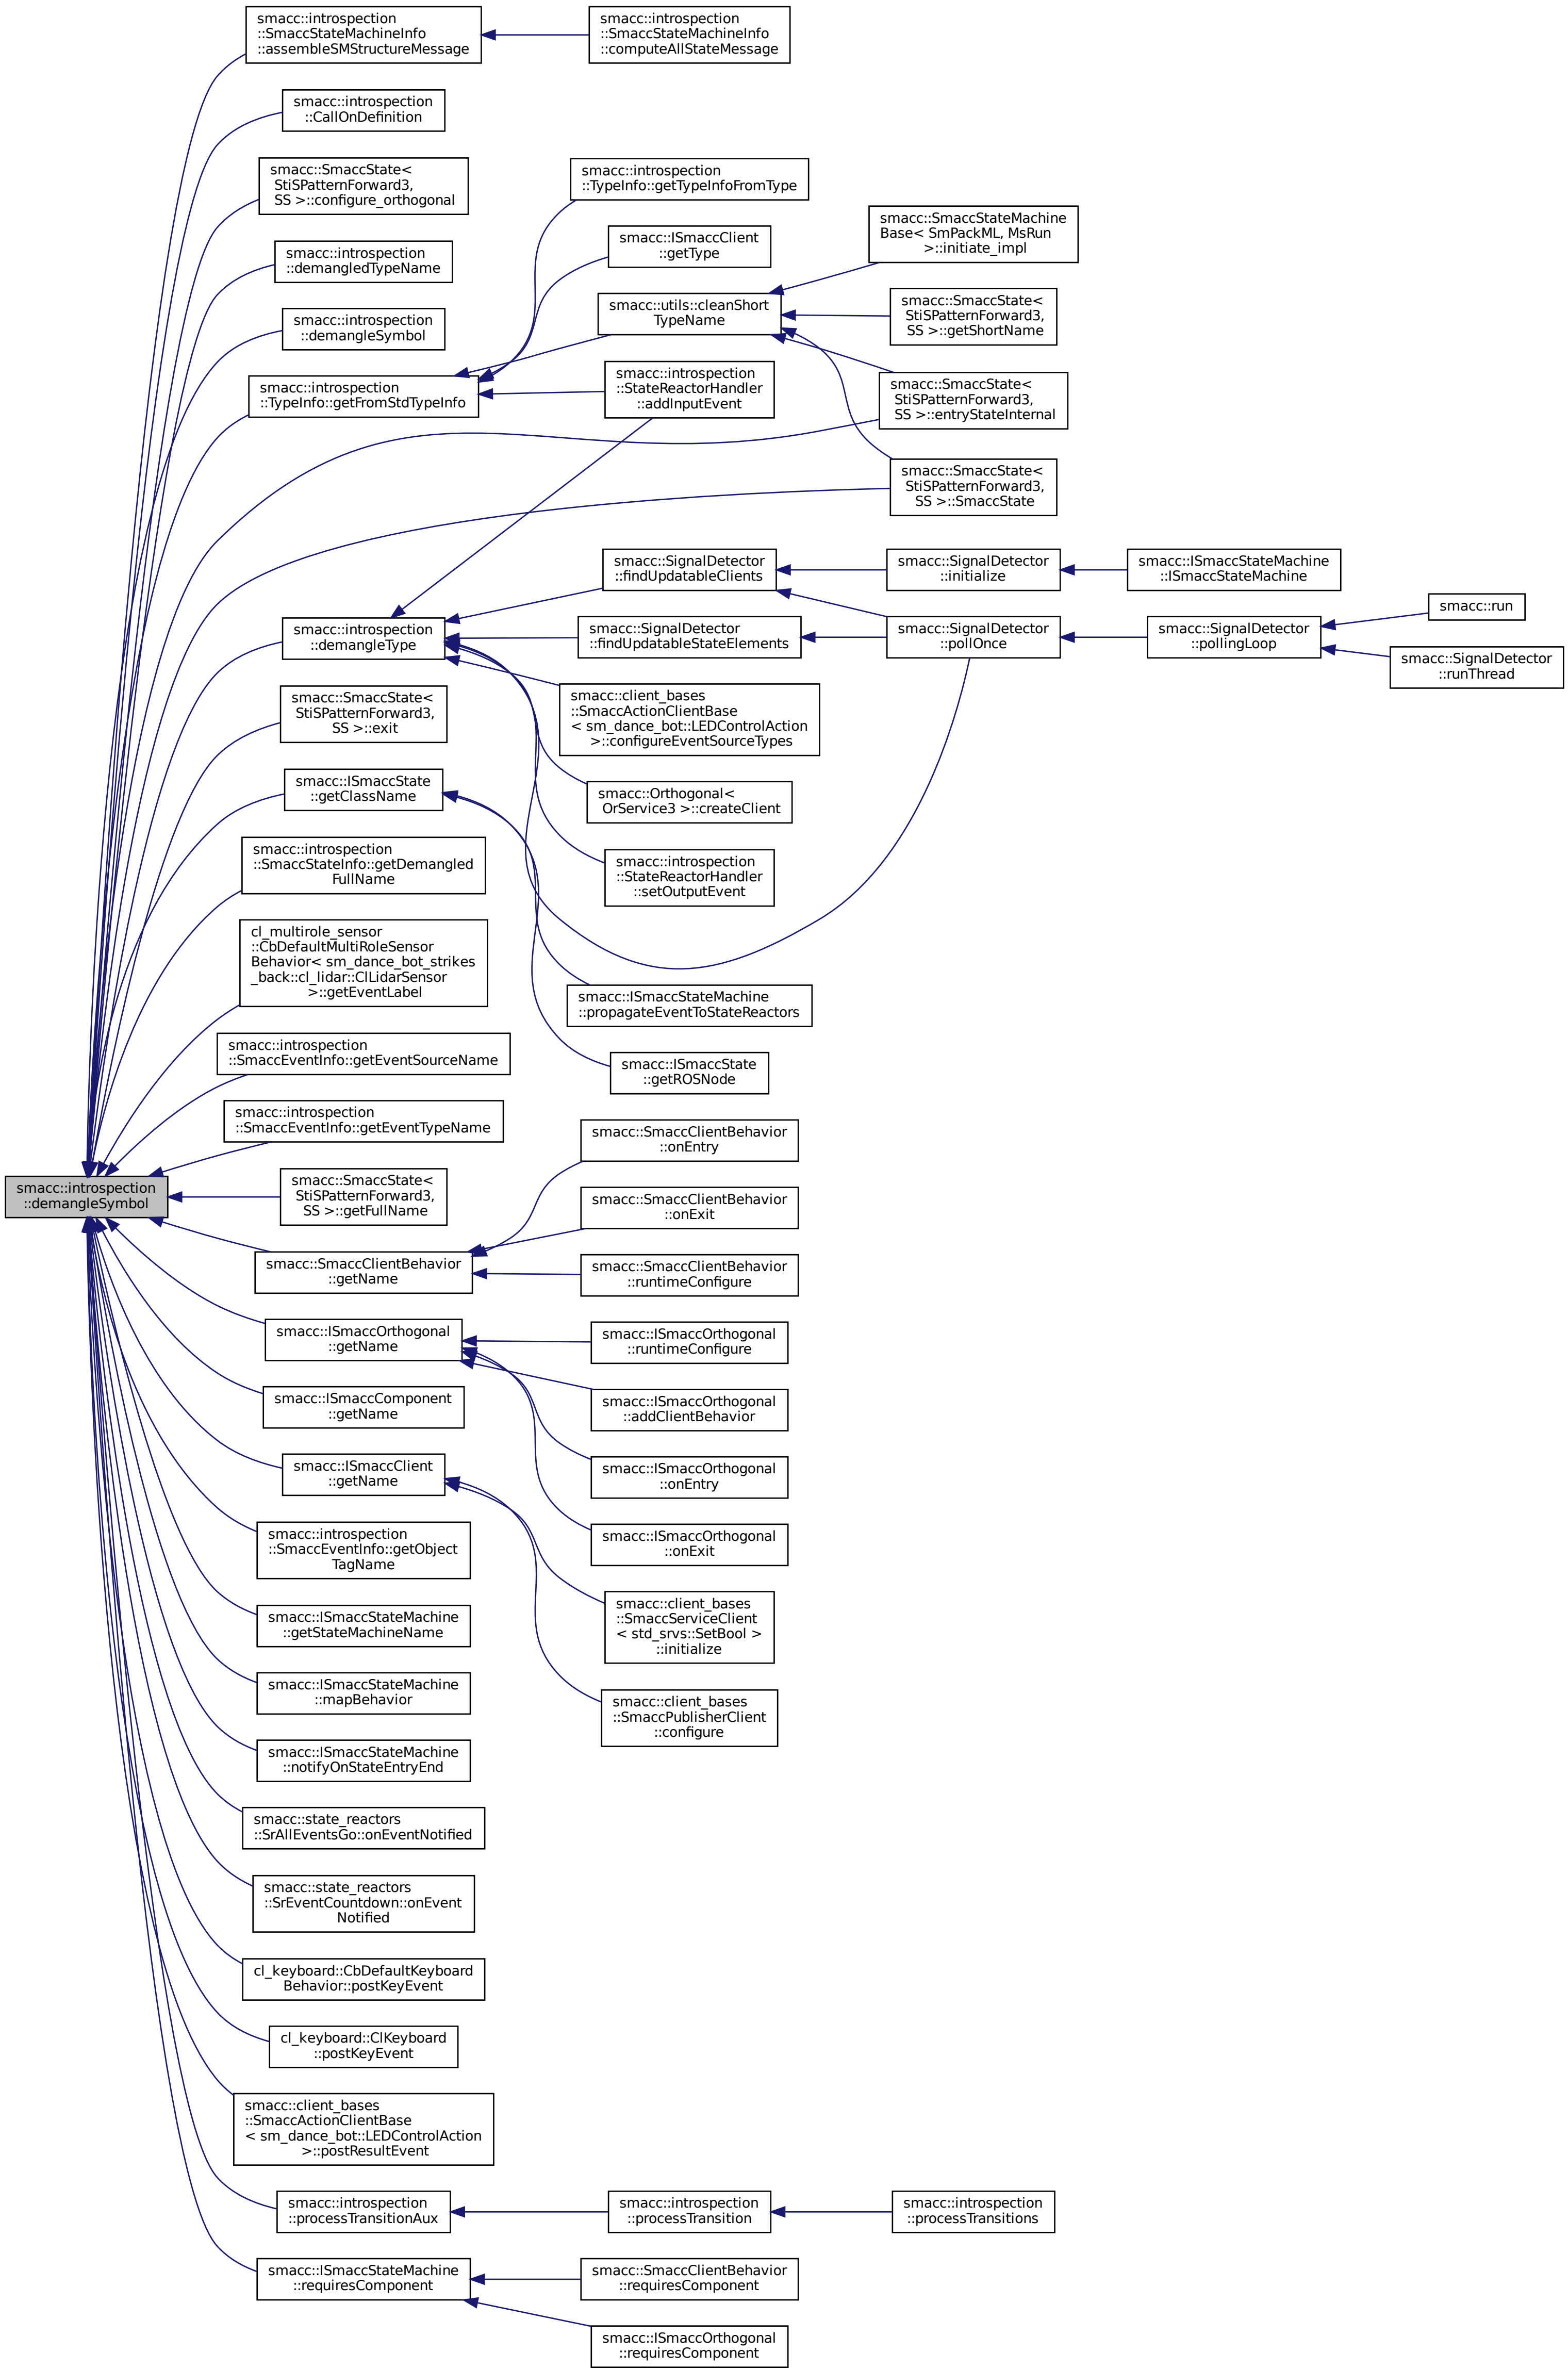 smacc::introspection
::SmaccStateMachineInfo
::assembleSMStructureMessage
smacc::introspection
::SmaccStateMachineInfo
::computeAllStateMessage
smacc::introspection
::CallOnDefinition
smacc::SmaccState<
StiSPatternForward3,
SS >::configure_orthogonal
smacc::introspection
::demangledTypeName
smacc::introspection
::demangleSymbol
smacc::introspection
::TypeInfo::getFromStdTypeInfo
smacc::introspection
::TypeInfo::getTypeInfoFromType
smacc::ISmaccClient
::getType
smacc::utils::cleanShort
TypeName
smacc::introspection
::StateReactorHandler
::addInputEvent
smacc::SmaccStateMachine
Base< SmPackML, MsRun
>::initiate_impl
smacc::SmaccState<
StiSPatternForward3,
SS >::getShortName
smacc::SmaccState<
StiSPatternForward3,
SS >::entryStateInternal
smacc::SmaccState<
StiSPatternForward3,
SS >::SmaccState
smacc::introspection
::demangleType
smacc::SignalDetector
::findUpdatableClients
smacc::SignalDetector
::initialize
smacc::ISmaccStateMachine
::ISmaccStateMachine
smacc::SignalDetector
::findUpdatableStateElements
smacc::SignalDetector
::pollOnce
smacc::SignalDetector
::pollingLoop
smacc::run
smacc::SignalDetector
::runThread
smacc::client_bases
::SmaccActionClientBase
< sm_dance_bot::LEDControlAction
>::configureEventSourceTypes
smacc::Orthogonal<
OrService3 >::createClient
smacc::introspection
::StateReactorHandler
::setOutputEvent
smacc::SmaccState<
StiSPatternForward3,
SS >::exit
smacc::ISmaccState
::getClassName
smacc::ISmaccStateMachine
::propagateEventToStateReactors
smacc::ISmaccState
::getROSNode
smacc::introspection
::SmaccStateInfo::getDemangled
FullName
cl_multirole_sensor
::CbDefaultMultiRoleSensor
Behavior< sm_dance_bot_strikes
_back::cl_lidar::ClLidarSensor
>::getEventLabel
smacc::introspection
::SmaccEventInfo::getEventSourceName
smacc::introspection
::SmaccEventInfo::getEventTypeName
smacc::introspection
::demangleSymbol
smacc::SmaccState<
StiSPatternForward3,
SS >::getFullName
smacc::SmaccClientBehavior
::getName
smacc::SmaccClientBehavior
::onEntry
smacc::SmaccClientBehavior
::onExit
smacc::SmaccClientBehavior
::runtimeConfigure
smacc::ISmaccOrthogonal
::getName
smacc::ISmaccOrthogonal
::runtimeConfigure
smacc::ISmaccOrthogonal
::addClientBehavior
smacc::ISmaccOrthogonal
::onEntry
smacc::ISmaccOrthogonal
::onExit
smacc::ISmaccComponent
::getName
smacc::ISmaccClient
::getName
smacc::client_bases
::SmaccServiceClient
< std_srvs::SetBool >
::initialize
smacc::client_bases
::SmaccPublisherClient
::configure
smacc::introspection
::SmaccEventInfo::getObject
TagName
smacc::ISmaccStateMachine
::getStateMachineName
smacc::ISmaccStateMachine
::mapBehavior
smacc::ISmaccStateMachine
::notifyOnStateEntryEnd
smacc::state_reactors
::SrAllEventsGo::onEventNotified
smacc::state_reactors
::SrEventCountdown::onEvent
Notified
cl_keyboard::CbDefaultKeyboard
Behavior::postKeyEvent
cl_keyboard::ClKeyboard
::postKeyEvent
smacc::client_bases
::SmaccActionClientBase
< sm_dance_bot::LEDControlAction
>::postResultEvent
smacc::introspection
::processTransitionAux
smacc::introspection
::processTransition
smacc::introspection
::processTransitions
smacc::ISmaccStateMachine
::requiresComponent
smacc::SmaccClientBehavior
::requiresComponent
smacc::ISmaccOrthogonal
::requiresComponent